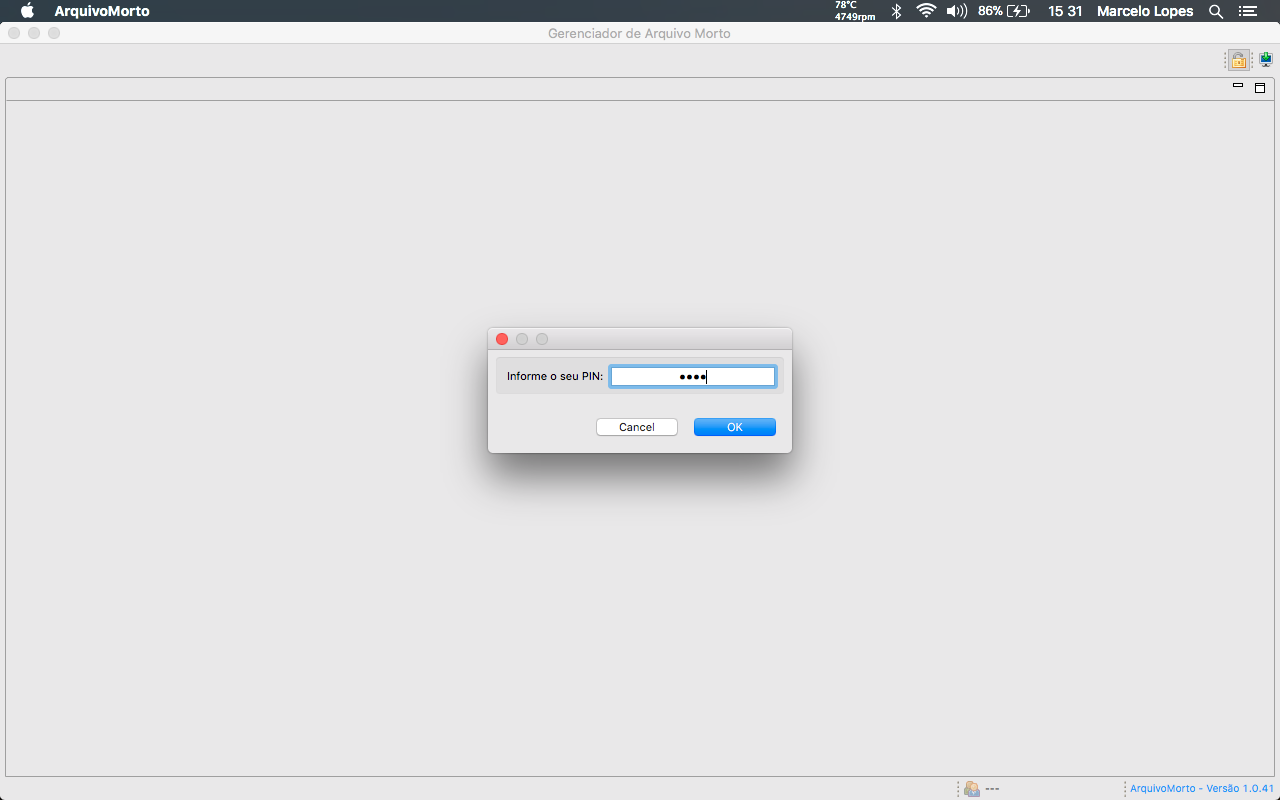 ArquivoMorto 78°C 4749rpm 86% 15 31 Marcelo Lopes
Gerenciador de Arquivo Morto
Informe o seu PIN: ••••
Cancel OK
--- ArquivoMorto - Versão 1.0.41